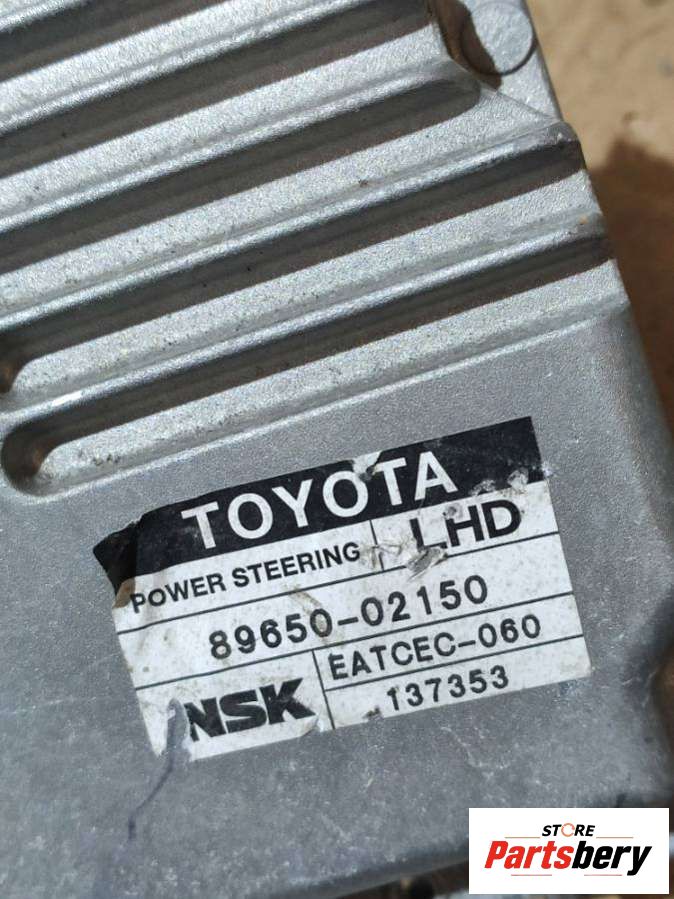 TOYOTA
POWER STEERING LHD
89650-02150
NSK EATCEC-060
137353
STORE
Partsbery